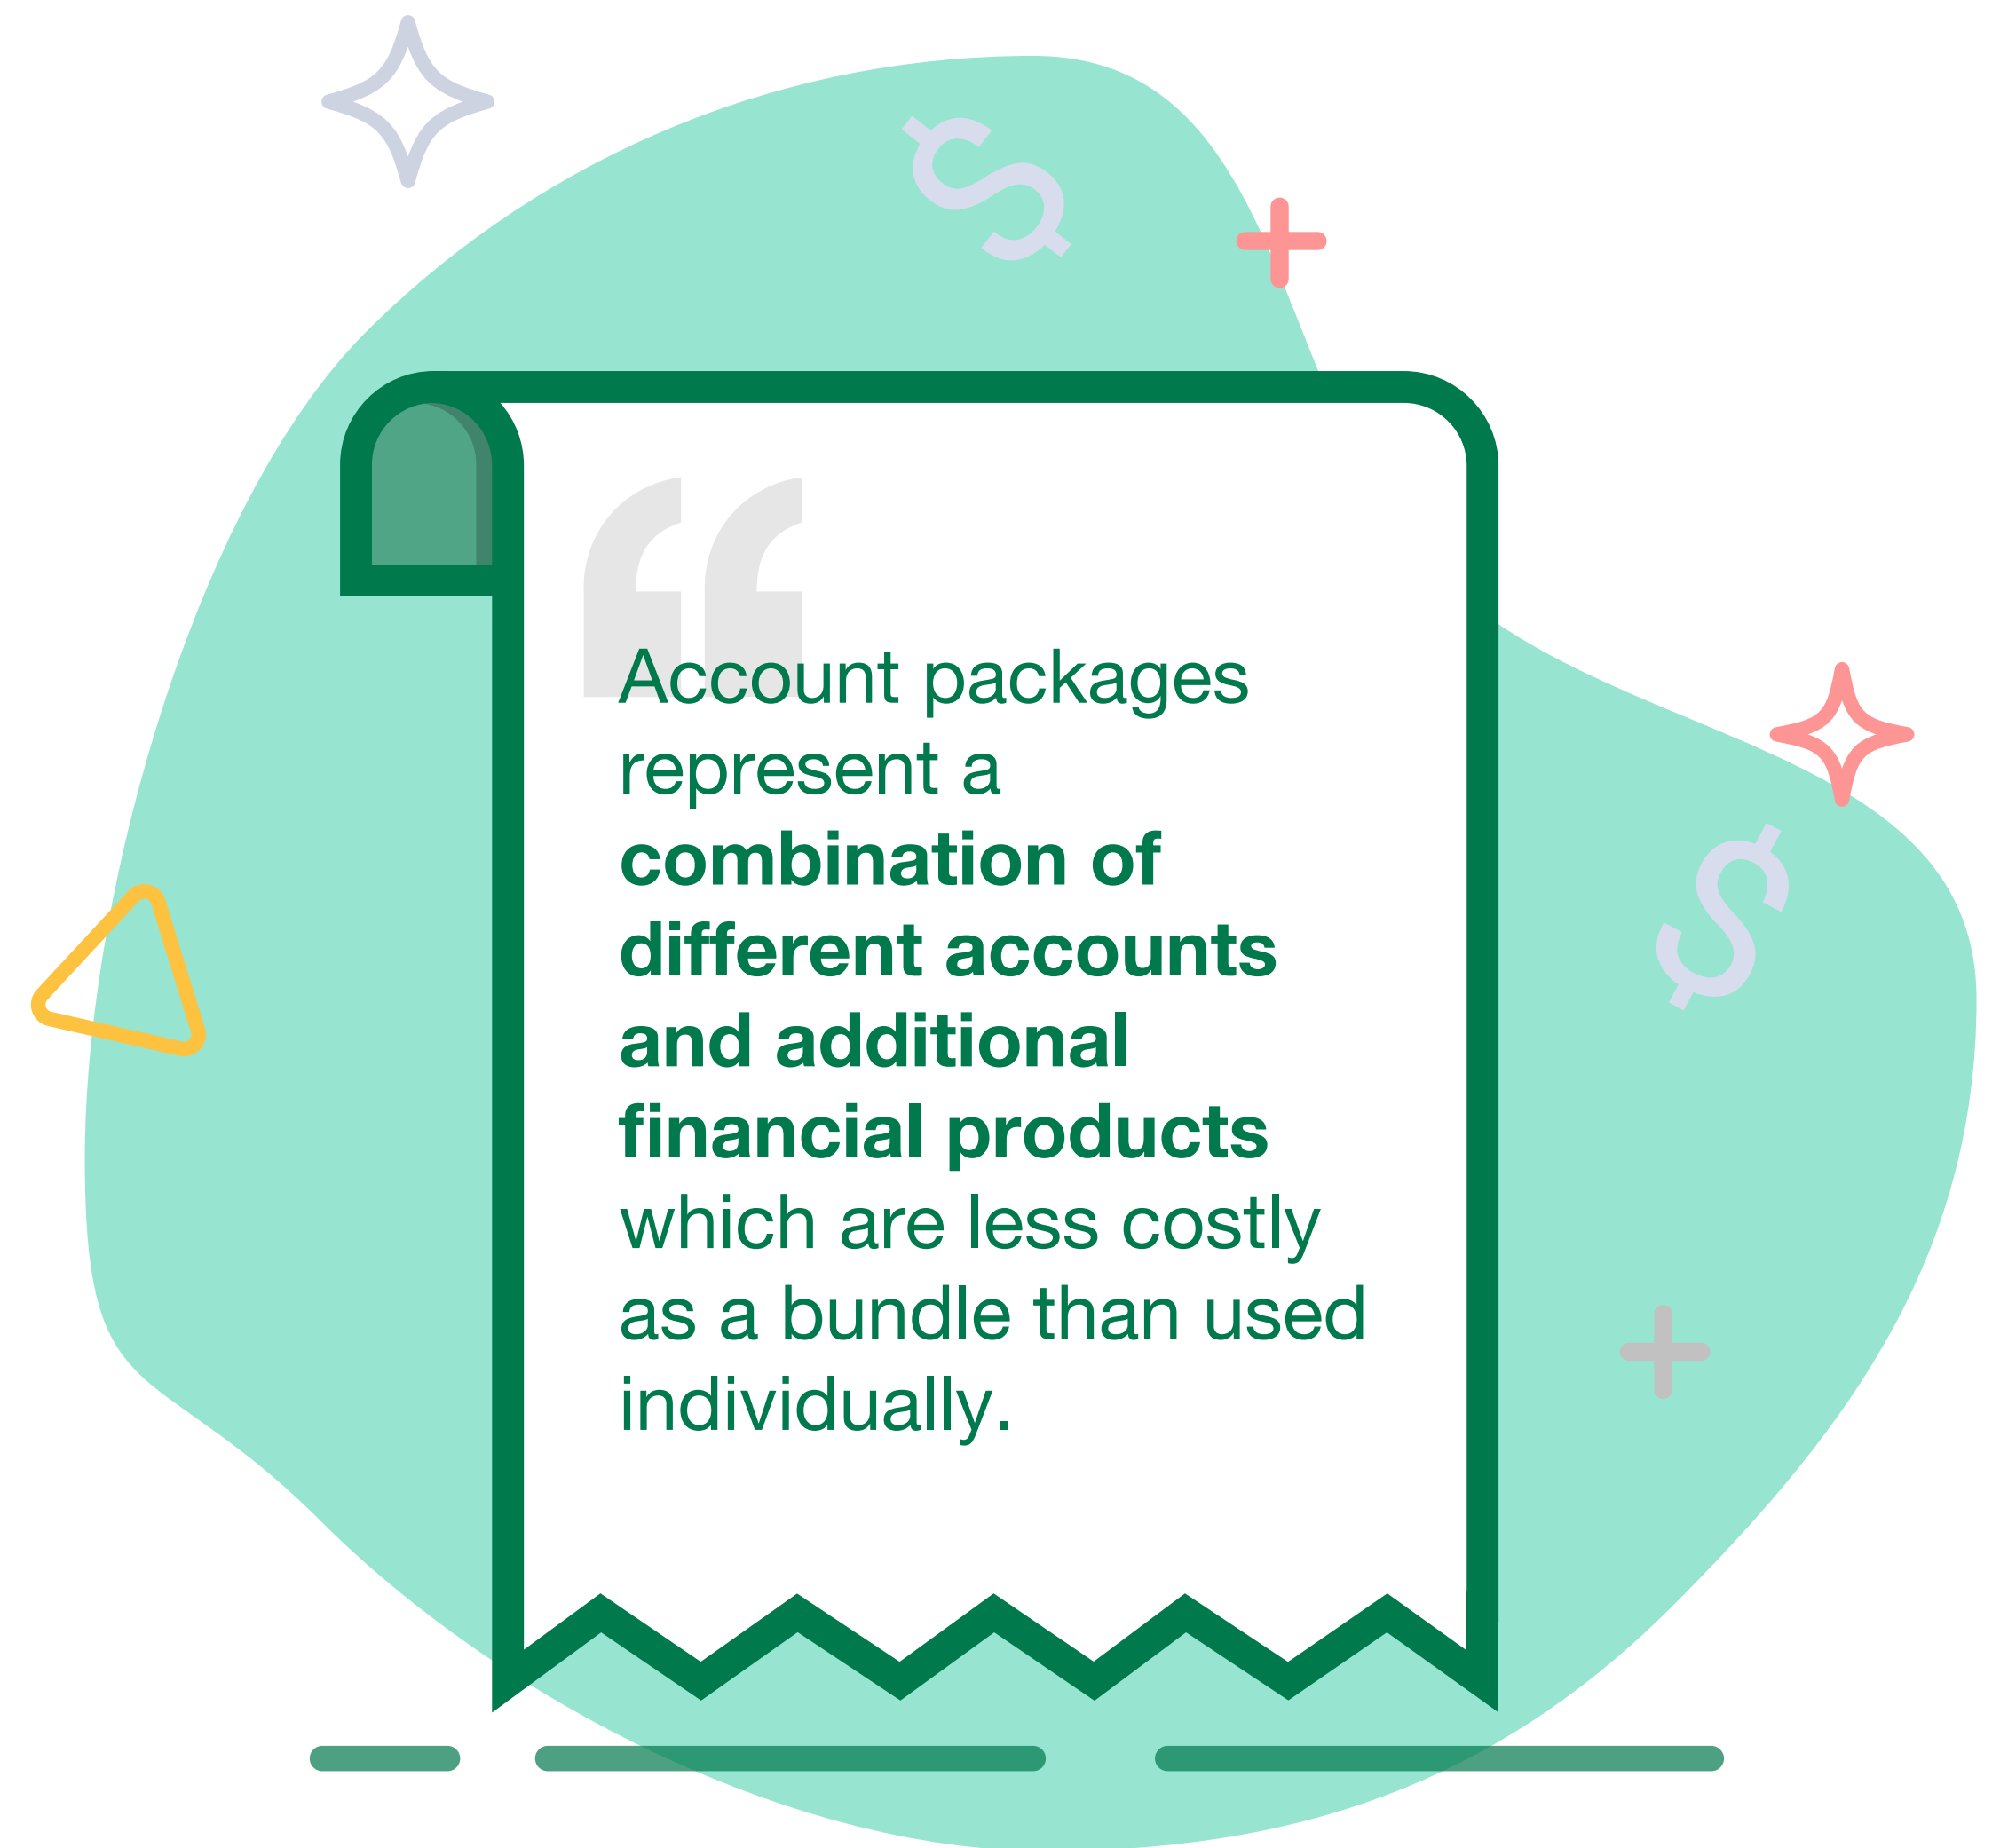 Account packages
represent a
combination of
different accounts
and additional
financial products
which are less costly
as a bundle than used
individually.